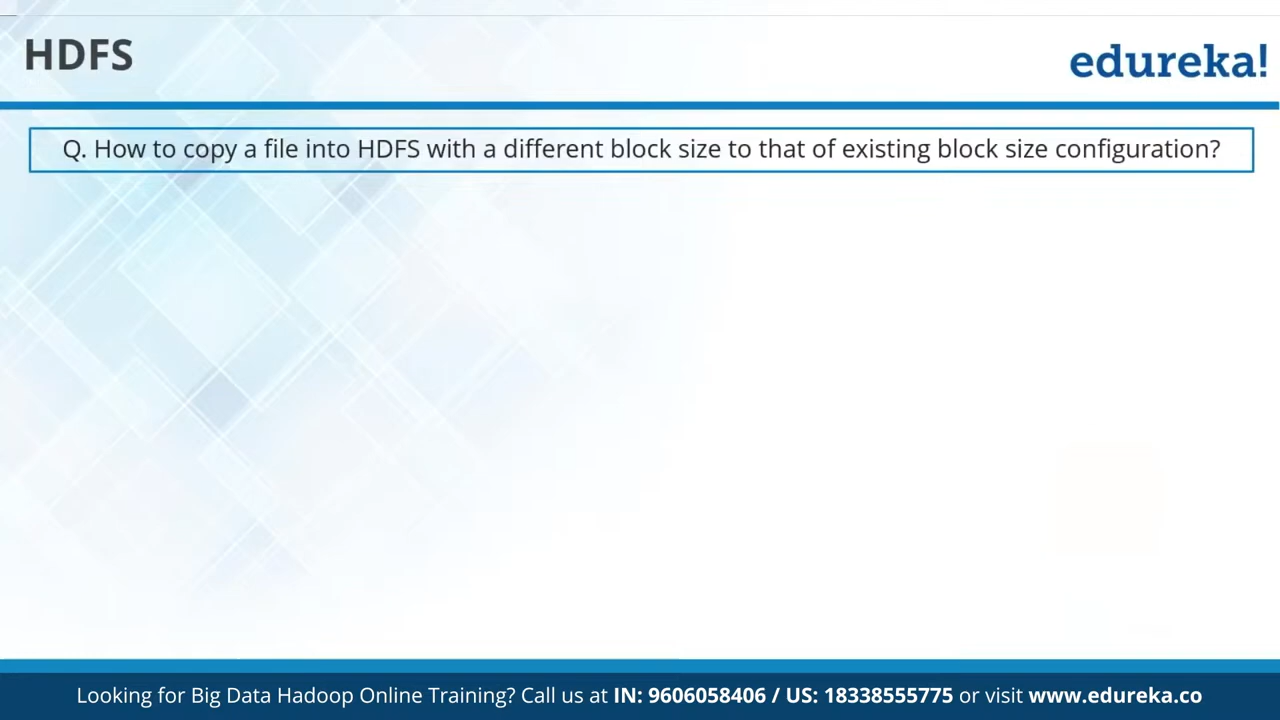 HDFS
edureka!
Q. How to copy a file into HDFS with a different block size to that of existing block size configuration?
Looking for Big Data Hadoop Online Training? Call us at IN: 9606058406 / US: 18338555775 or visit www.edureka.co